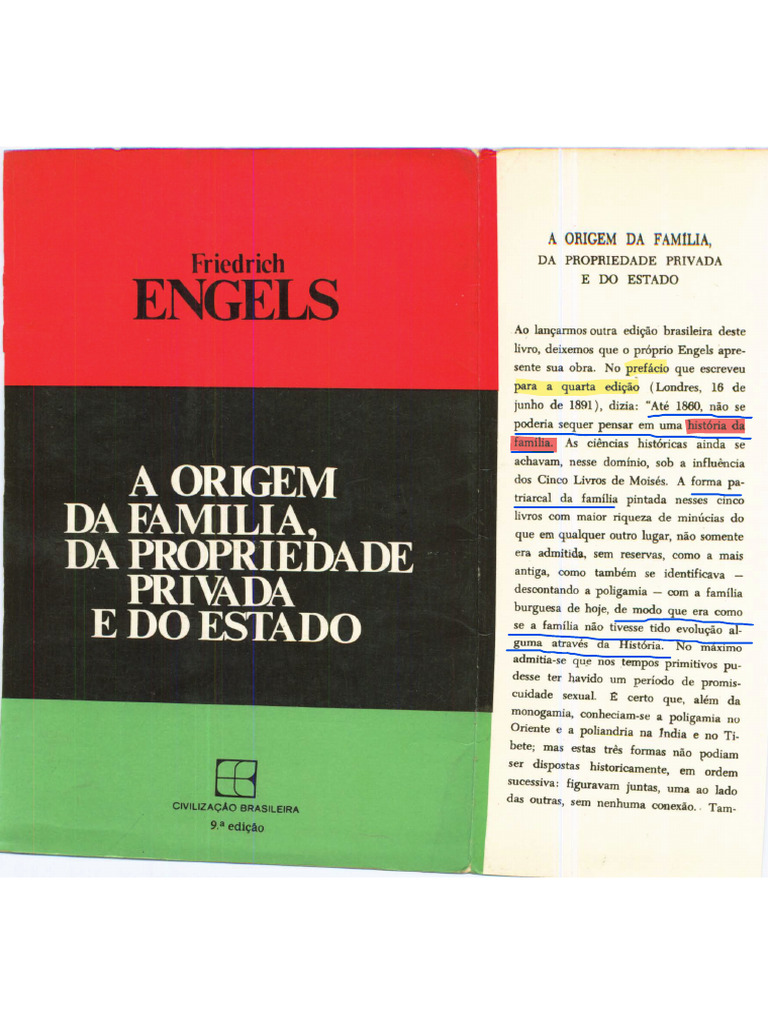 Friedrich
ENGELS
A ORIGEM
DA FAMILIA,
DA PROPRIEDADE
PRIVADA
E DO ESTADO
CIVILIZAÇÃO BRASILEIRA
9.ª edição
A ORIGEM DA FAMÍLIA,
DA PROPRIEDADE PRIVADA
E DO ESTADO
Ao lançarmos outra edição brasileira deste
livro, deixemos que o próprio Engels apre-
sente sua obra. No prefácio que escreveu
para a quarta edição (Londres, 16 de
junho de 1891), dizia: "Até 1860, não se
poderia sequer pensar em uma história da
família. As ciências históricas ainda se
achavam, nesse domínio, sob a influência
dos Cinco Livros de Moisés. A forma pa-
triarcal da família pintada nesses cinco
livros com maior riqueza de minúcias do
que em qualquer outro lugar, não somente
era admitida, sem reservas, como a mais
antiga, como também se identificava —
descontando a poligamia — com a família
burguesa de hoje, de modo que era como
se a família não tivesse tido evolução al-
guma através da História. No máximo
admitia-se que nos tempos primitivos pu-
desse ter havido um período de promis-
cuidade sexual. É certo que, além da
monogamia, conheciam-se a poligamia no
Oriente e a poliandria na Índia e no Ti-
bete; mas estas três formas não podiam
ser dispostas historicamente, em ordem
sucessiva: figuravam juntas, uma ao lado
das outras, sem nenhuma conexão. Tam-